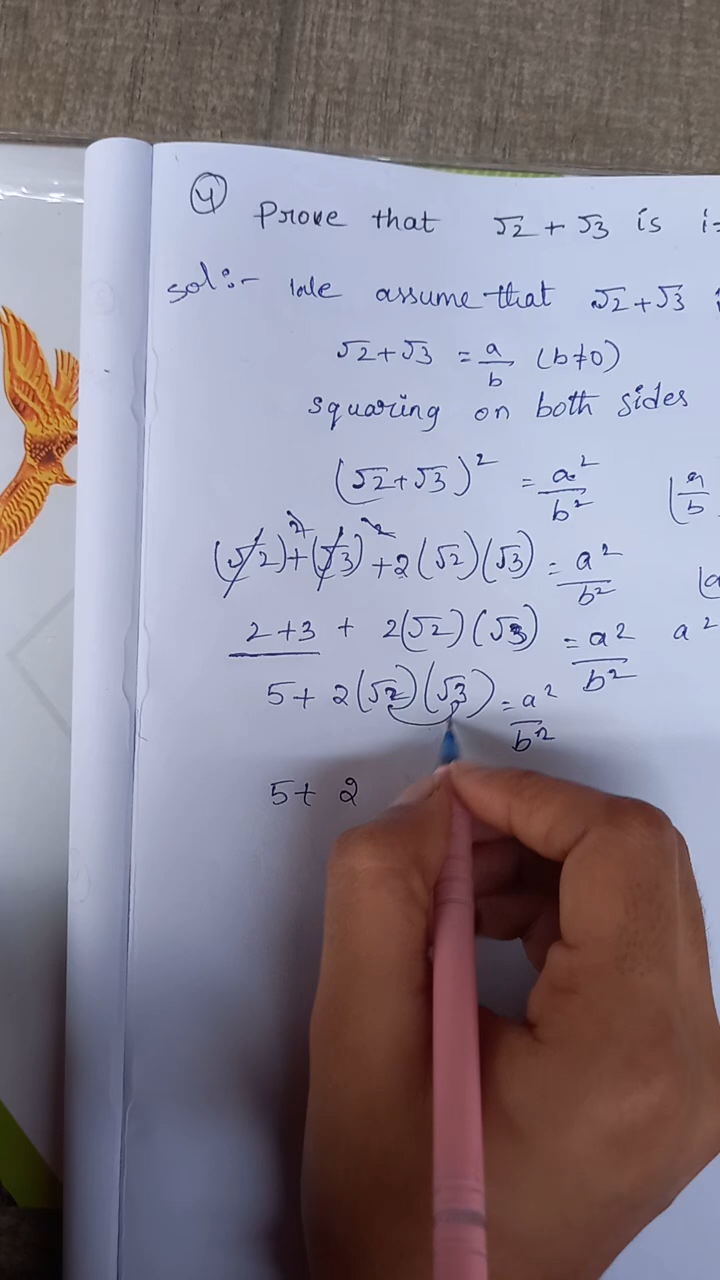 4 Prove that √2 + √3 is
Sol:- We assume that √2+√3
√2+√3 = a/b (b≠0)
squaring on both sides
(√2+√3)² = a²/b²
(√2)²+(√3)²+2(√2)(√3) = a²/b²
2+3 + 2(√2)(√3) = a²/b² a²
5+2(√2)(√3) = a²/b²
5+ 2